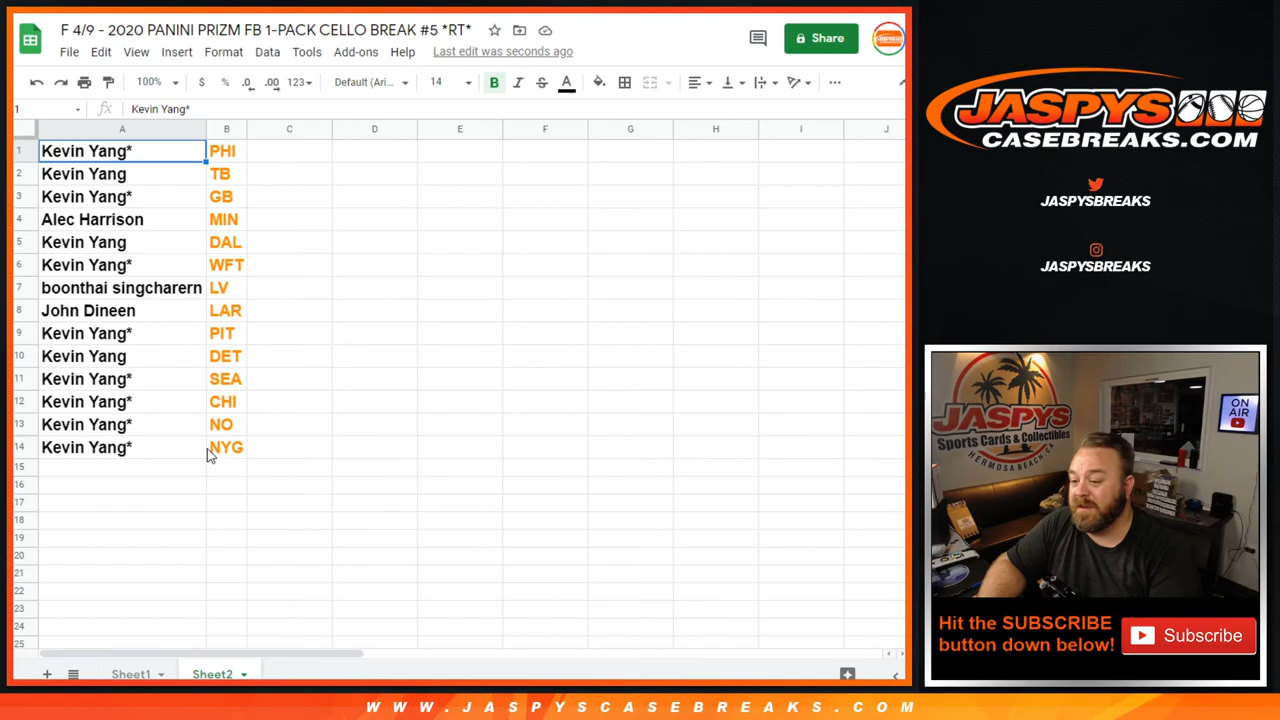 F 4/9 - 2020 PANINI PRIZM FB 1-PACK CELLO BREAK #5 *RT*
File Edit View Insert Format Data Tools Add-ons Help Last edit was seconds ago
Share
100% $ % .0 .00 123 Default (Ari... 14 B I S A
1 fx Kevin Yang*
A B C D E F G H I J
1 Kevin Yang* PHI
2 Kevin Yang TB
3 Kevin Yang* GB
4 Alec Harrison MIN
5 Kevin Yang DAL
6 Kevin Yang* WFT
7 boonthai singcharern LV
8 John Dineen LAR
9 Kevin Yang* PIT
10 Kevin Yang DET
11 Kevin Yang* SEA
12 Kevin Yang* CHI
13 Kevin Yang* NO
14 Kevin Yang* NYG
15
16
17
18
19
20
21
22
23
24
25
Sheet1 Sheet2
JASPYS
CASEBREAKS.COM
JASPYSBREAKS
JASPYSBREAKS
JASPYS
Sports Cards & Collectibles
HERMOSA BEACH, CA
ON
AIR
Hit the SUBSCRIBE
button down below!
Subscribe
WWW.JASPYSCASEBREAKS.COM